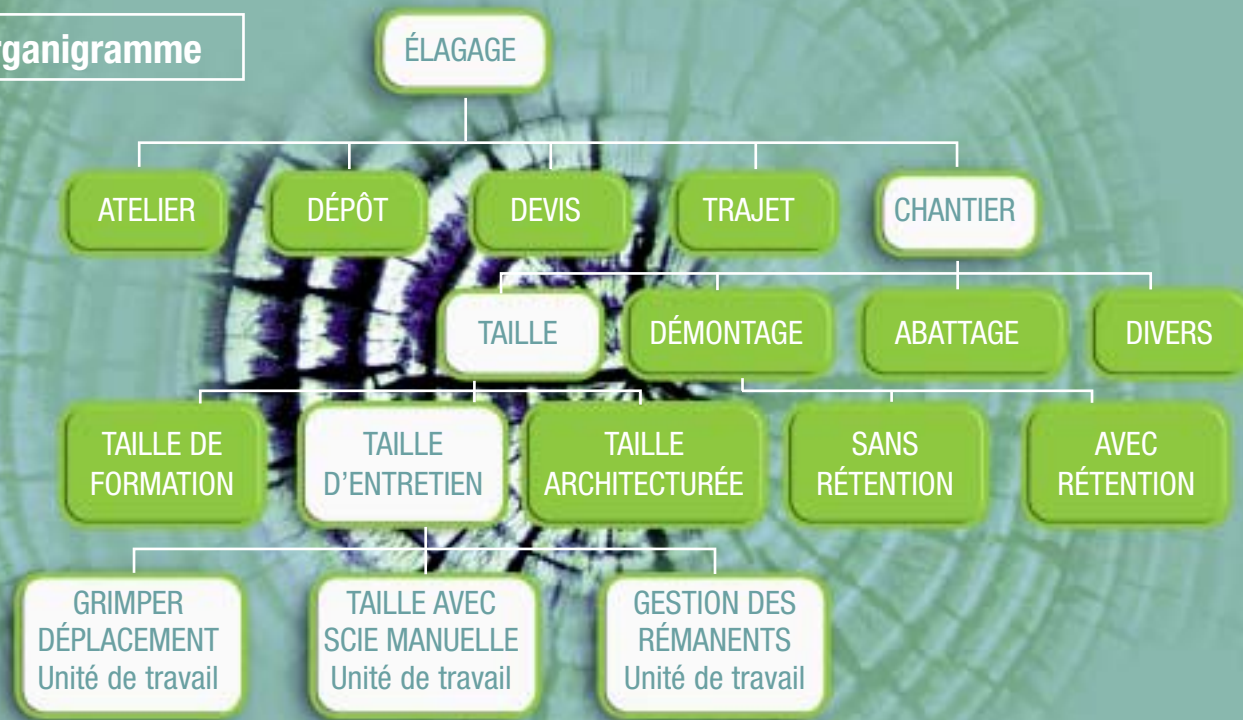 rganigramme
ÉLAGAGE
ATELIER
DÉPÔT
DEVIS
TRAJET
CHANTIER
TAILLE
DÉMONTAGE
ABATTAGE
DIVERS
TAILLE DE
FORMATION
TAILLE
D'ENTRETIEN
TAILLE
ARCHITECTURÉE
SANS
RÉTENTION
AVEC
RÉTENTION
GRIMPER
DÉPLACEMENT
Unité de travail
TAILLE AVEC
SCIE MANUELLE
Unité de travail
GESTION DES
RÉMANENTS
Unité de travail